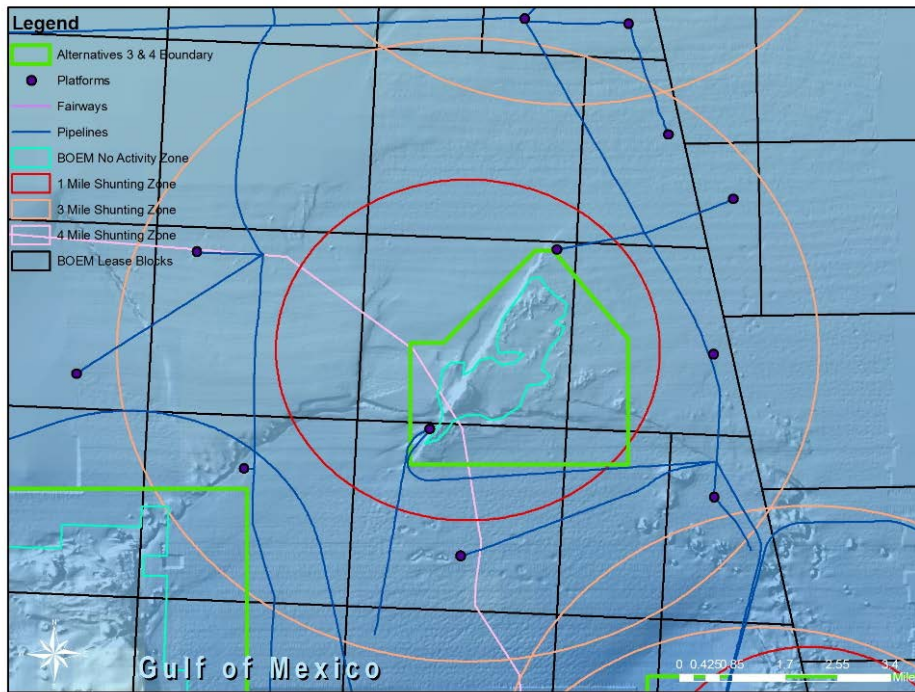 Legend
Alternatives 3 & 4 Boundary
Platforms
Fairways
Pipelines
BOEM No Activity Zone
1 Mile Shunting Zone
3 Mile Shunting Zone
4 Mile Shunting Zone
BOEM Lease Blocks
Gulf of Mexico
0 0.425 0.85 1.7 2.55 3.4
Mile